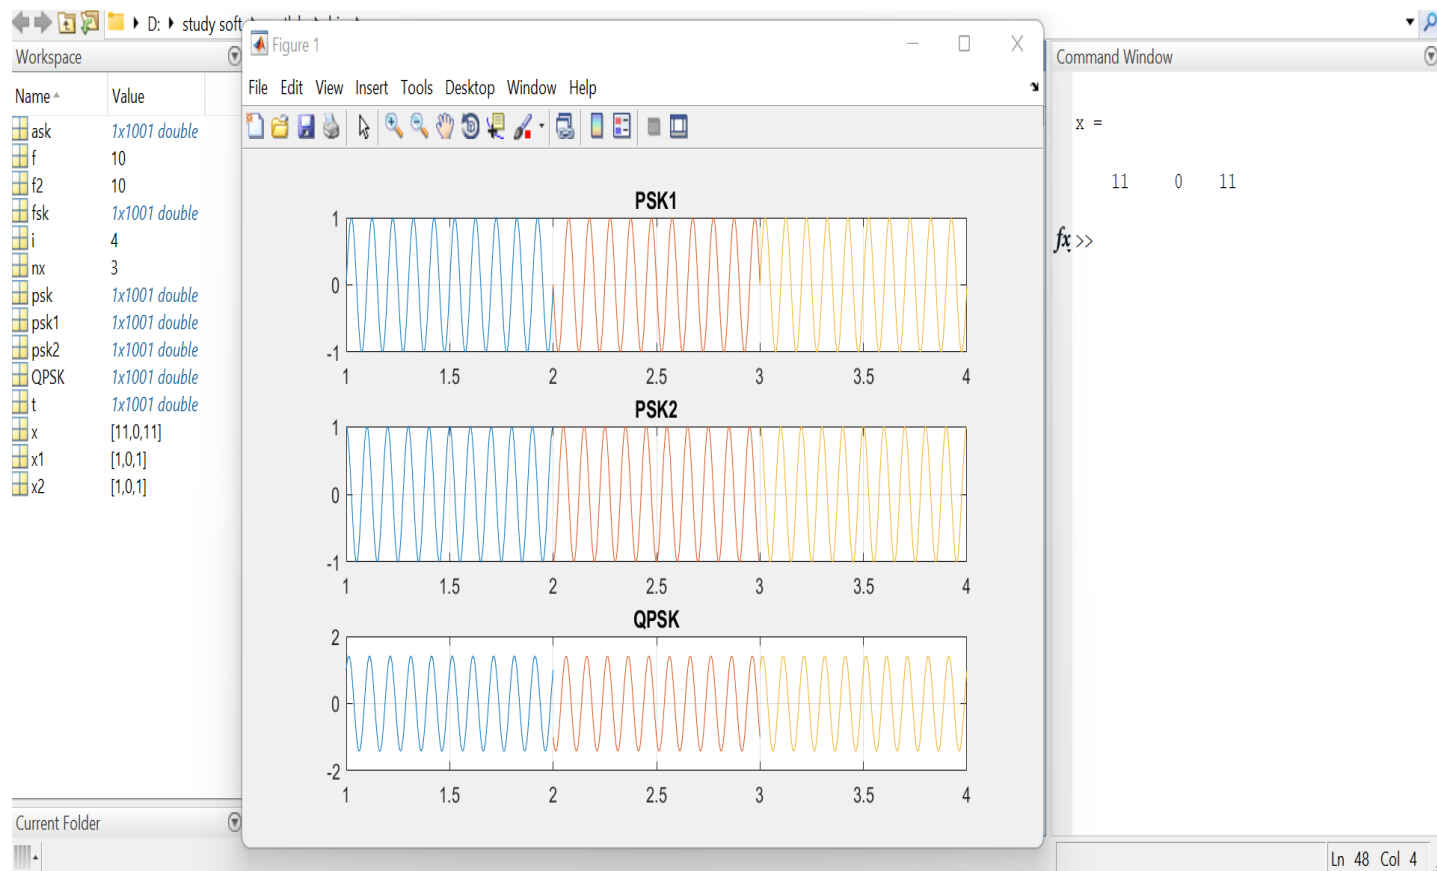 D: study soft
Workspace
Name Value
ask 1x1001 double
f 10
f2 10
fsk 1x1001 double
i 4
nx 3
psk 1x1001 double
psk1 1x1001 double
psk2 1x1001 double
QPSK 1x1001 double
t 1x1001 double
x [11,0,11]
x1 [1,0,1]
x2 [1,0,1]
Current Folder
Figure 1
File Edit View Insert Tools Desktop Window Help
PSK1
1
0
-1
1 1.5 2 2.5 3 3.5 4
PSK2
1
0
-1
1 1.5 2 2.5 3 3.5 4
QPSK
2
0
-2
1 1.5 2 2.5 3 3.5 4
Command Window
x =
11 0 11
fx >>
Ln 48 Col 4